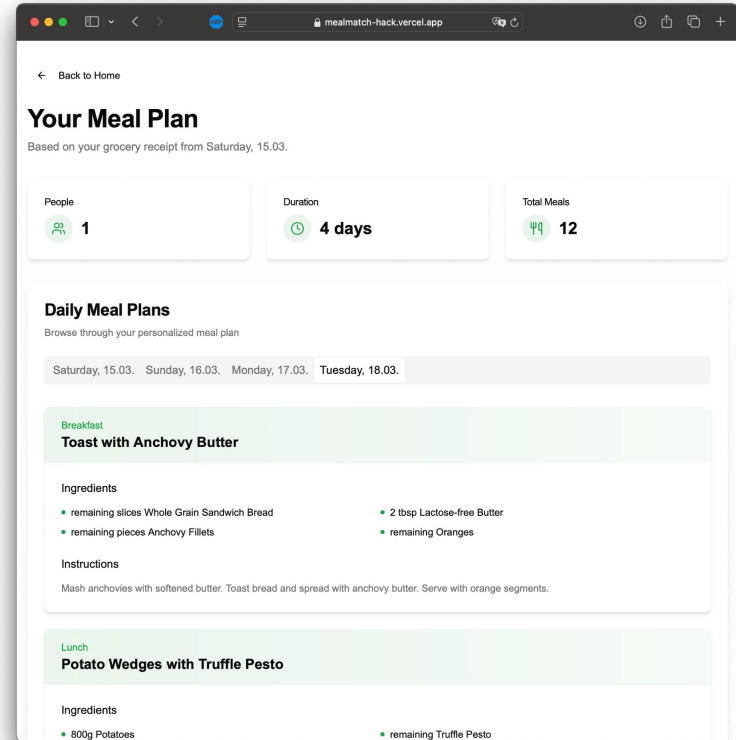 ABP
mealmatch-hack.vercel.app
Back to Home
Your Meal Plan
Based on your grocery receipt from Saturday, 15.03.
People
1
Duration
4 days
Total Meals
12
Daily Meal Plans
Browse through your personalized meal plan
Saturday, 15.03. Sunday, 16.03. Monday, 17.03. Tuesday, 18.03.
Breakfast
Toast with Anchovy Butter
Ingredients
remaining slices Whole Grain Sandwich Bread
2 tbsp Lactose-free Butter
remaining pieces Anchovy Fillets
remaining Oranges
Instructions
Mash anchovies with softened butter. Toast bread and spread with anchovy butter. Serve with orange segments.
Lunch
Potato Wedges with Truffle Pesto
Ingredients
800g Potatoes
remaining Truffle Pesto